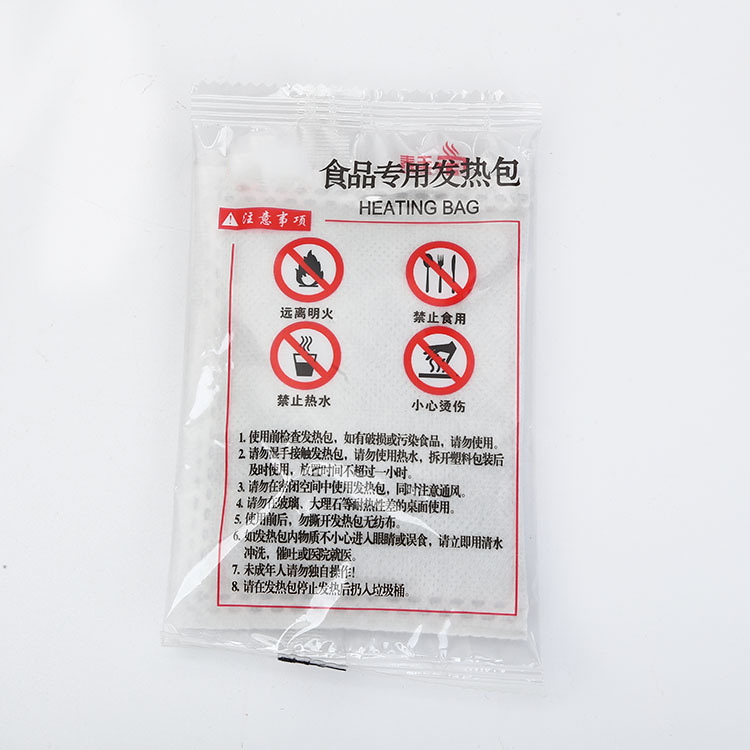 食品专用发热包
HEATING BAG
注意事项
远离明火
禁止食用
禁止热水
小心烫伤
1. 使用前检查发热包，如有破损或污染食品，请勿使用。
2. 请勿湿手接触发热包，请勿使用热水，拆开塑料包装后
及时使用，放置时间不超过一小时。
3. 请勿在密闭空间中使用发热包，同时注意通风。
4. 请勿在玻璃、大理石等耐热性差的桌面使用。
5. 使用前后，勿撕开发热包无纺布。
6. 如发热包内物质不小心进入眼睛或误食，请立即用清水
冲洗，催吐或医院就医。
7. 未成年人请勿独自操作！
8. 请在发热包停止发热后扔入垃圾桶。